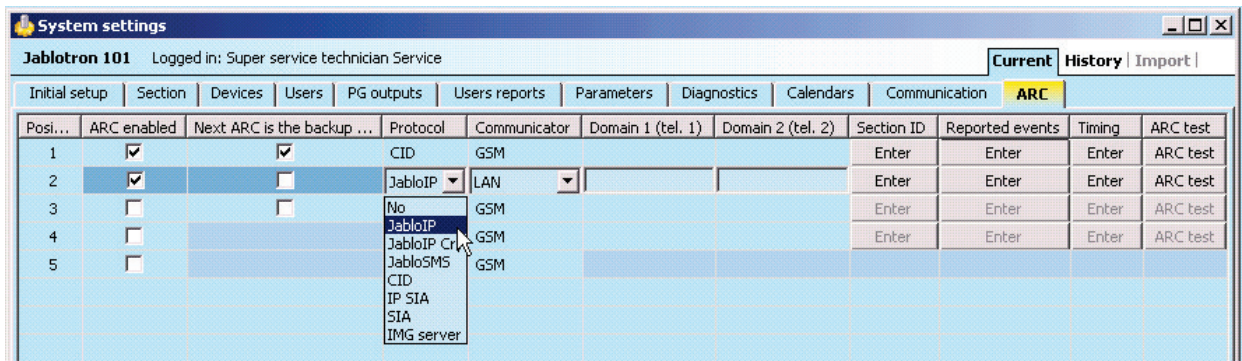 System settings
Jablotron 101 Logged in: Super service technician Service Current History | Import |
Initial setup Section Devices Users PG outputs Users reports Parameters Diagnostics Calendars Communication ARC
Posi... ARC enabled Next ARC is the backup ... Protocol Communicator Domain 1 (tel. 1) Domain 2 (tel. 2) Section ID Reported events Timing ARC test
1 CID GSM Enter Enter Enter ARC test
2 JabloIP LAN Enter Enter Enter ARC test
3 No GSM Enter Enter Enter ARC test
JabloIP
4 JabloIP Cr GSM Enter Enter Enter ARC test
JabloSMS
5 CID GSM
IP SIA
SIA
IMG server